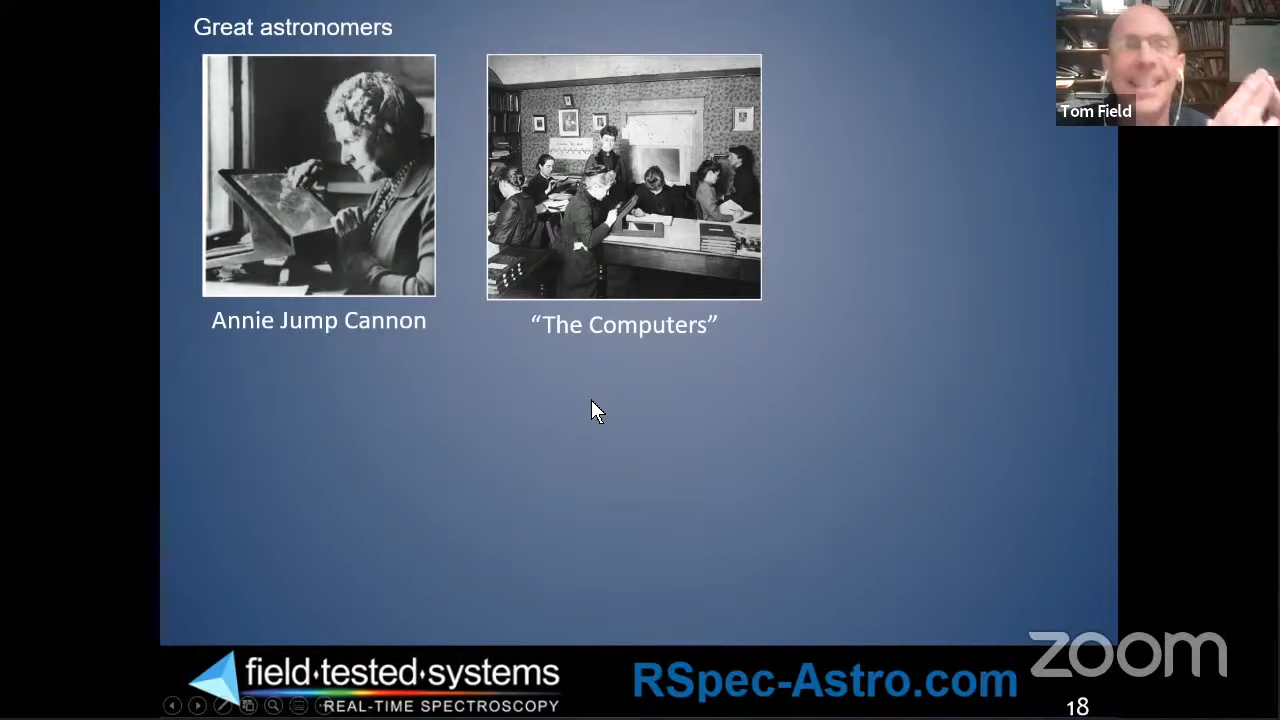 Great astronomers
Tom Field
Annie Jump Cannon
“The Computers”
field·tested·systems
REAL-TIME SPECTROSCOPY
RSpec-Astro.com
zoom
18